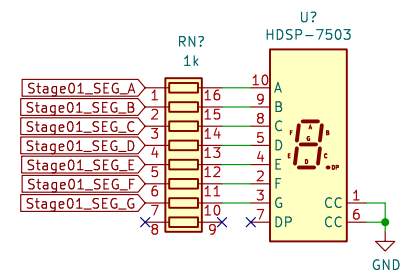 U?
HDSP-7503
RN?
1k
Stage01_SEG_A 1 16 10 A
Stage01_SEG_B 2 15 9 B
Stage01_SEG_C 3 14 8 C
Stage01_SEG_D 4 13 5 D
Stage01_SEG_E 5 12 4 E
Stage01_SEG_F 6 11 2 F
Stage01_SEG_G 7 10 3 G CC 1
8 9 7 DP CC 6
A
F B
G
E C
D DP
GND